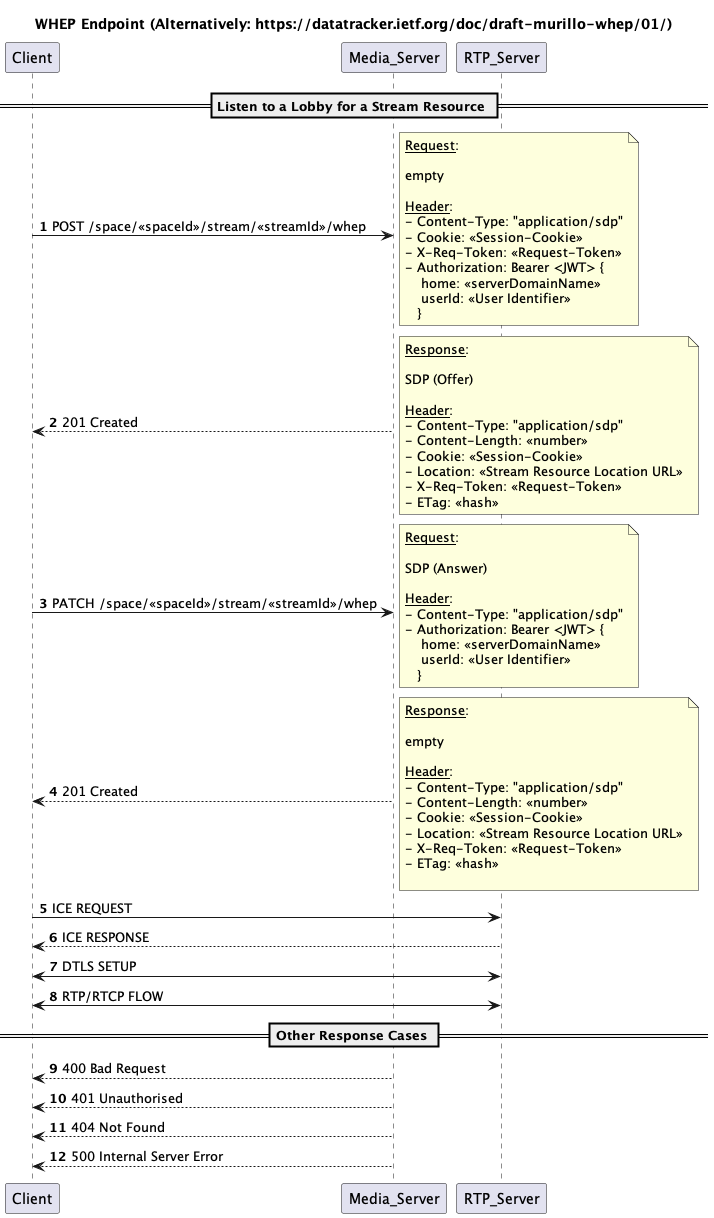 WHEP Endpoint (Alternatively: https://datatracker.ietf.org/doc/draft-murillo-whep/01/)
Client
Media_Server
RTP_Server
Listen to a Lobby for a Stream Resource
1 POST /space/«spaceId»/stream/«streamId»/whep
Request:
empty
Header:
- Content-Type: "application/sdp"
- Cookie: «Session-Cookie»
- X-Req-Token: «Request-Token»
- Authorization: Bearer <JWT> {
home: «serverDomainName»
userId: «User Identifier»
}
2 201 Created
Response:
SDP (Offer)
Header:
- Content-Type: "application/sdp"
- Content-Length: «number»
- Cookie: «Session-Cookie»
- Location: «Stream Resource Location URL»
- X-Req-Token: «Request-Token»
- ETag: «hash»
3 PATCH /space/«spaceId»/stream/«streamId»/whep
Request:
SDP (Answer)
Header:
- Content-Type: "application/sdp"
- Authorization: Bearer <JWT> {
home: «serverDomainName»
userId: «User Identifier»
}
4 201 Created
Response:
empty
Header:
- Content-Type: "application/sdp"
- Content-Length: «number»
- Cookie: «Session-Cookie»
- Location: «Stream Resource Location URL»
- X-Req-Token: «Request-Token»
- ETag: «hash»
5 ICE REQUEST
6 ICE RESPONSE
7 DTLS SETUP
8 RTP/RTCP FLOW
Other Response Cases
9 400 Bad Request
10 401 Unauthorised
11 404 Not Found
12 500 Internal Server Error
Client
Media_Server
RTP_Server